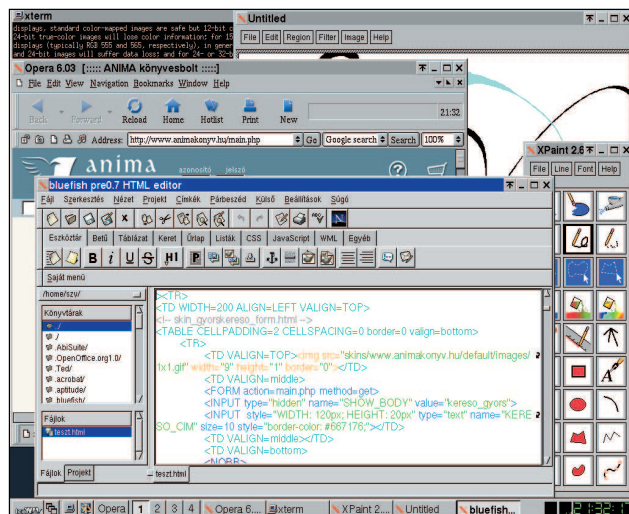 xterm
displays, standard color-mapped images are safe but 12-bit
24-bit true-color images will lose color information: for 15
displays (typically RGB 555 and 565, respectively), in gener
and 24-bit images will suffer data loss; and for 24- or 32-b
Untitled
File Edit Region Filter Image Help
Opera 6.03 [::::: ANIMA könyvesbolt :::::]
File Edit View Navigation Bookmarks Window Help
Back Forward Reload Home Hotlist Print New 21:32
Address: http://www.animakonyv.hu/main.php Go Google search Search 100%
anima azonosító jelszó
XPaint 2.6
File Line Font Help
bluefish pre0.7 HTML editor
Fájl Szerkesztés Nézet Projekt Címkék Párbeszéd Külső Beállítások Súgó
Eszköztár Betű Táblázat Keret Űrlap Listák CSS JavaScript WML Egyéb
B i U S H1 P
Saját menü
/home/szv/
Könyvtárak
./
./
.AbiSuite/
.OpenOffice.org1.0/
.Ted/
.acrobat/
.aptitude/
.bluefish/
Fájlok
teszt.html
Fájlok Projekt
><TR>
<TD WIDTH=200 ALIGN=LEFT VALIGN=TOP>
<!-- skin_gyorskereso_form.html -->
<TABLE CELLPADDING=2 CELLSPACING=0 border=0 valign=bottom>
<TR>
<TD VALIGN=TOP><img src="skins/www.animakonyv.hu/default/images/
1x1.gif" width="9" height="1" border="0"></TD>
<TD VALIGN=middle>
<FORM action=main.php method=get>
<INPUT type="hidden" name="SHOW_BODY" value="kereso_gyors">
<INPUT style="WIDTH: 120px; HEIGHT: 20px" type="text" name="KERE
SO_CIM" size=10 style="border-color: #667176;"></TD>
<TD VALIGN=middle></TD>
<TD VALIGN=bottom>
<NOBR>
teszt.html
Opera 1 2 3 4 Opera 6.... xterm XPaint 2.... Untitled bluefish... 21:32:1